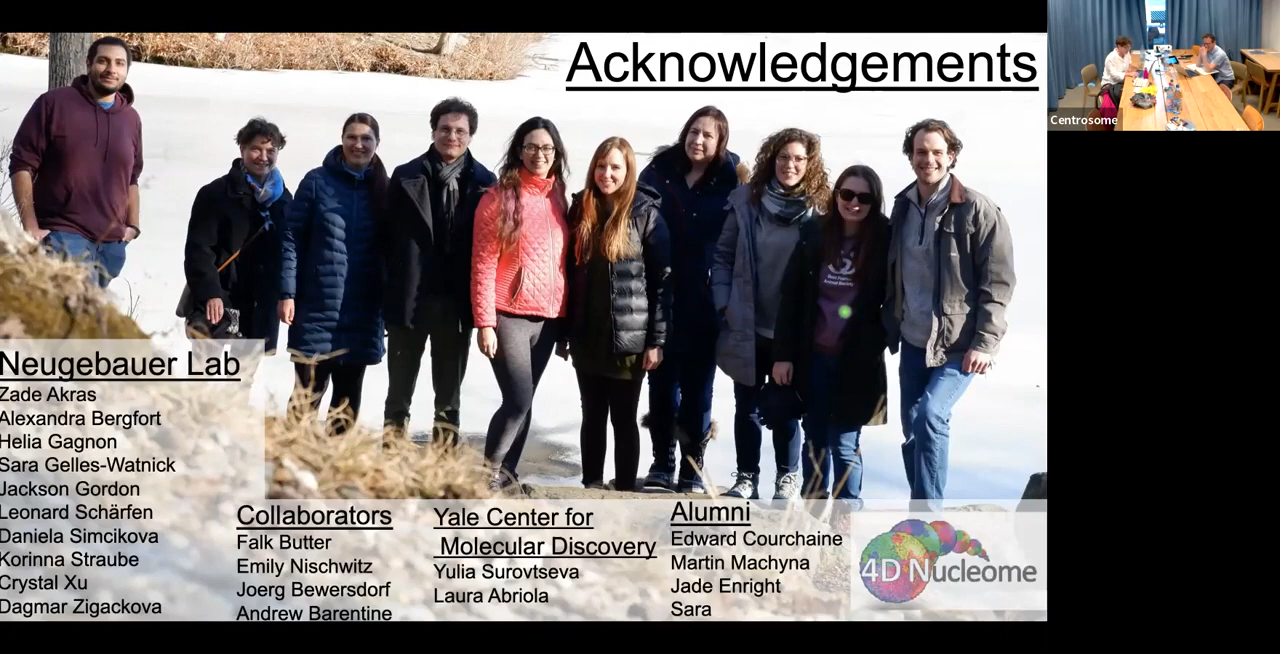 Acknowledgements
Centrosome
Neugebauer Lab
Zade Akras
Alexandra Bergfort
Helia Gagnon
Sara Gelles-Watnick
Jackson Gordon
Leonard Schärfen
Daniela Simcikova
Korinna Straube
Crystal Xu
Dagmar Zigackova
Collaborators
Falk Butter
Emily Nischwitz
Joerg Bewersdorf
Andrew Barentine
Yale Center for
Molecular Discovery
Yulia Surovtseva
Laura Abriola
Alumni
Edward Courchaine
Martin Machyna
Jade Enright
Sara
4D Nucleome